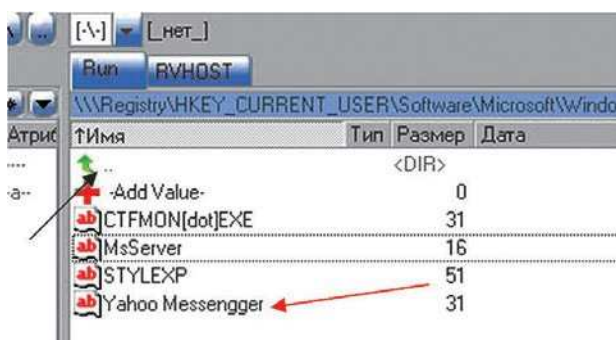 [-\-] [_нет_]
Run RVHOST
\\\Registry\HKEY_CURRENT_USER\Software\Microsoft\Windo
Атриб ↑Имя Тип Размер Дата
---- .. <DIR>
-a-- -Add Value- 0
CTFMON[dot]EXE 31
MsServer 16
STYLEXP 51
Yahoo Messengger 31